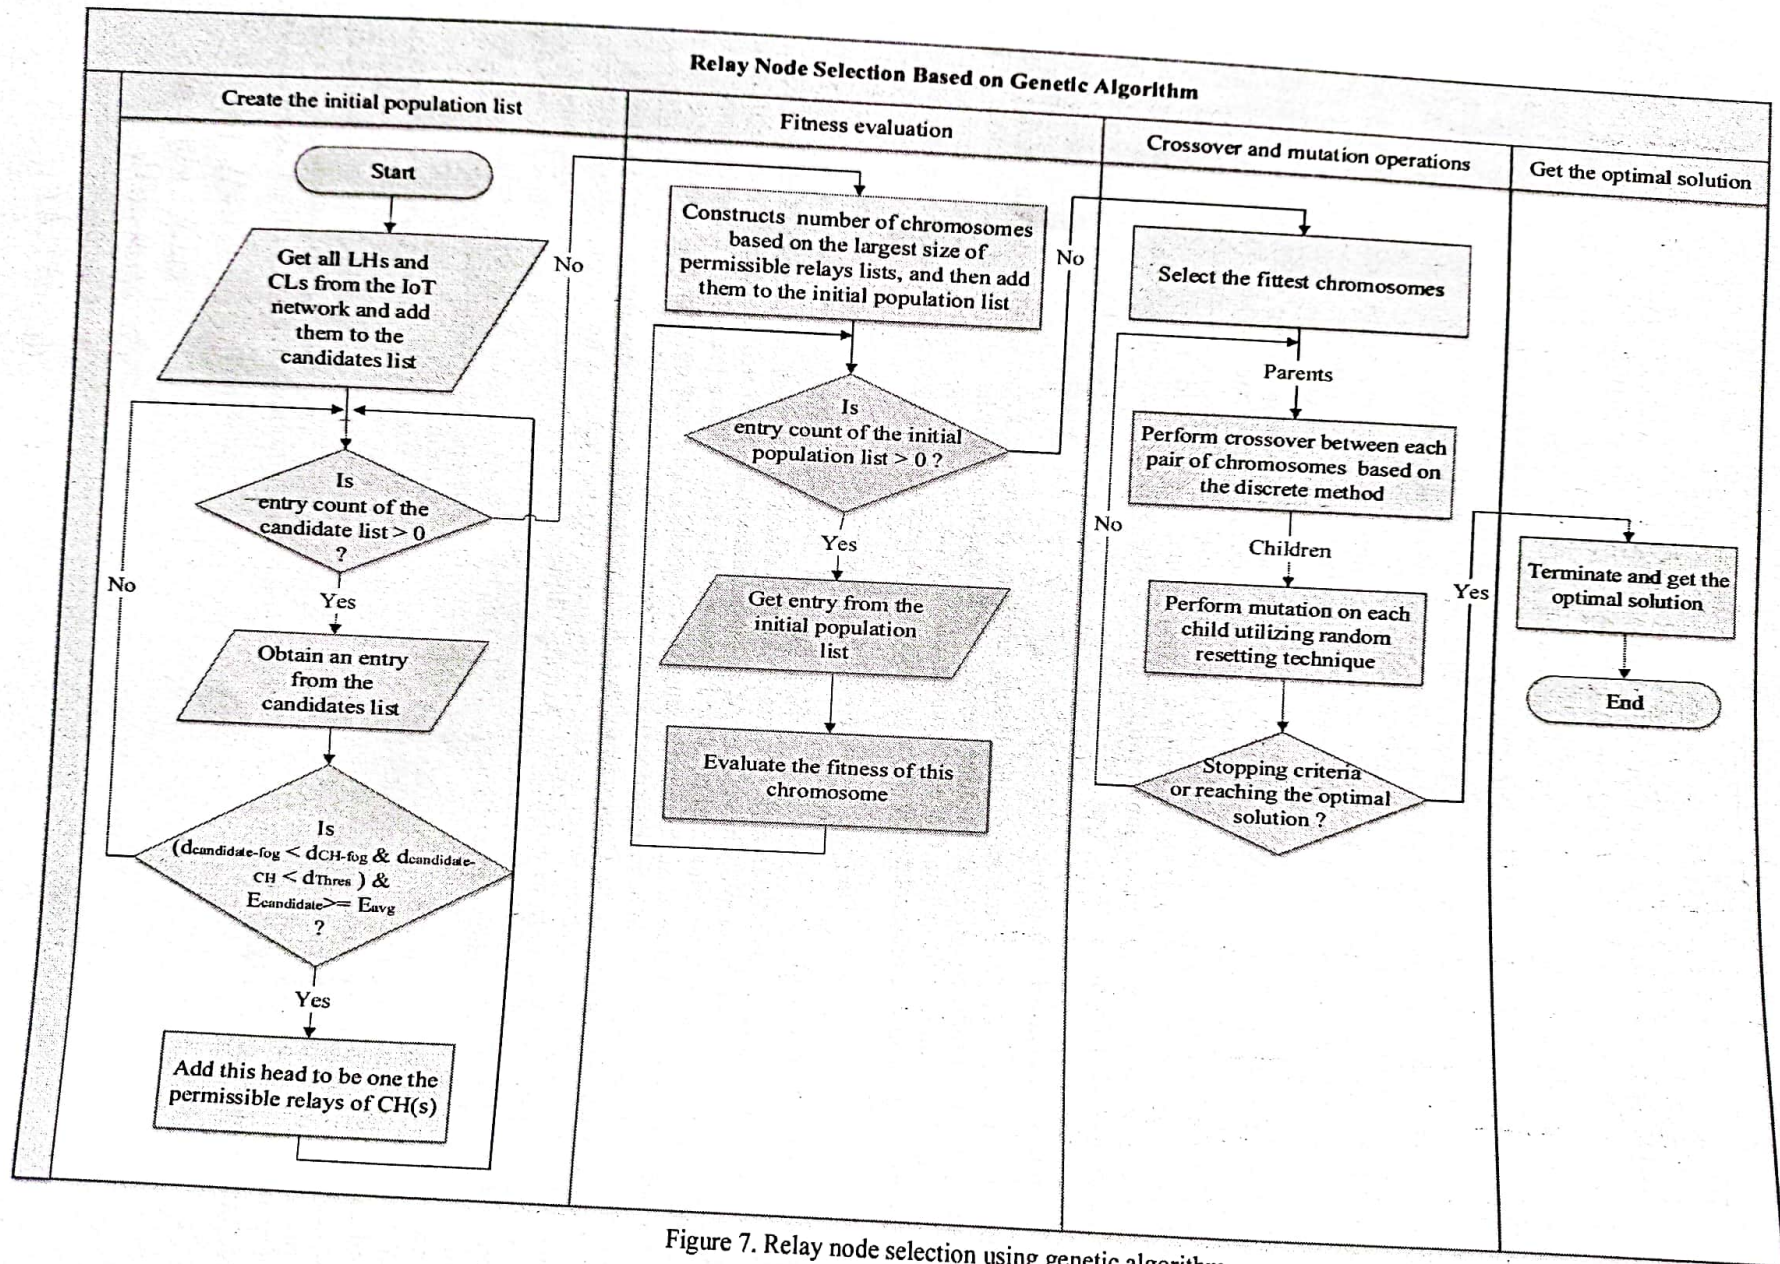 Relay Node Selection Based on Genetic Algorithm
Create the initial population list
Start
Get all LHs and
CLs from the IoT
network and add
them to the
candidates list
Is
entry count of the
candidate list > 0
?
No
Yes
Obtain an entry
from the
candidates list
Is
(dcandidate-fog < dCH-fog & dcandidate-
CH < dThres ) &
Ecandidate>= Eavg
?
No
Yes
Add this head to be one the
permissible relays of CH(s)
Fitness evaluation
Constructs number of chromosomes
based on the largest size of
permissible relays lists, and then add
them to the initial population list
Is
entry count of the initial
population list > 0 ?
No
Yes
Get entry from the
initial population
list
Evaluate the fitness of this
chromosome
Crossover and mutation operations
Select the fittest chromosomes
Parents
Perform crossover between each
pair of chromosomes based on
the discrete method
Children
Perform mutation on each
child utilizing random
resetting technique
Stopping criteria
or reaching the optimal
solution ?
No
Yes
Get the optimal solution
Terminate and get the
optimal solution
End
Figure 7. Relay node selection using genetic